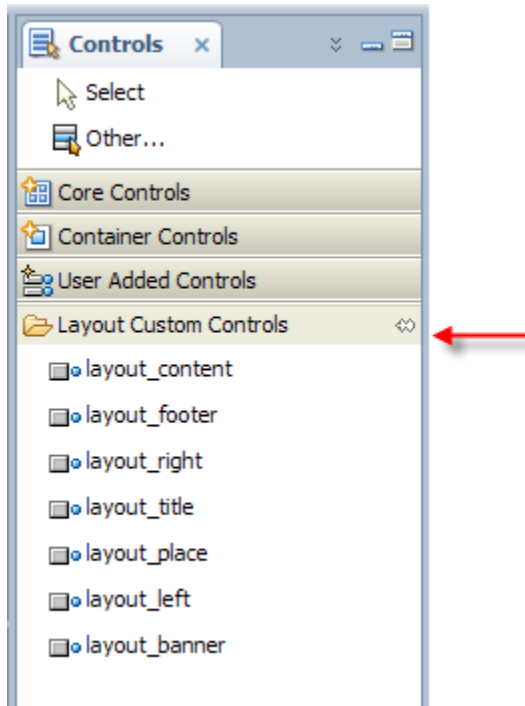 Controls
Select
Other...
Core Controls
Container Controls
User Added Controls
Layout Custom Controls
layout_content
layout_footer
layout_right
layout_title
layout_place
layout_left
layout_banner